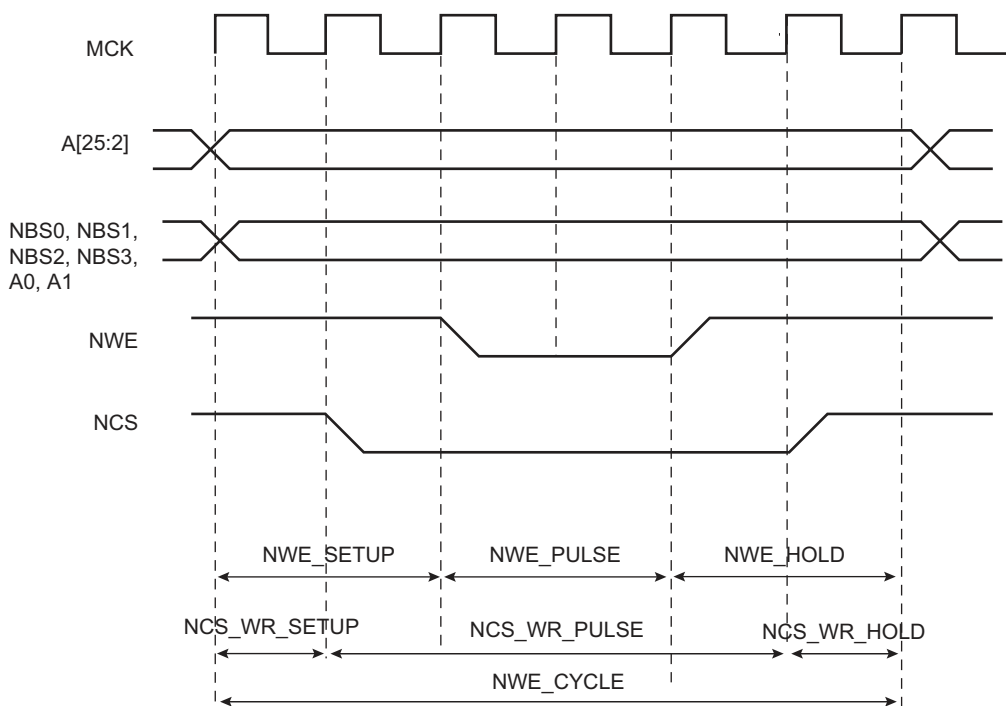 MCK
A[25:2]
NBS0, NBS1,
NBS2, NBS3,
A0, A1
NWE
NCS
NWE_SETUP NWE_PULSE NWE_HOLD
NCS_WR_SETUP NCS_WR_PULSE NCS_WR_HOLD
NWE_CYCLE